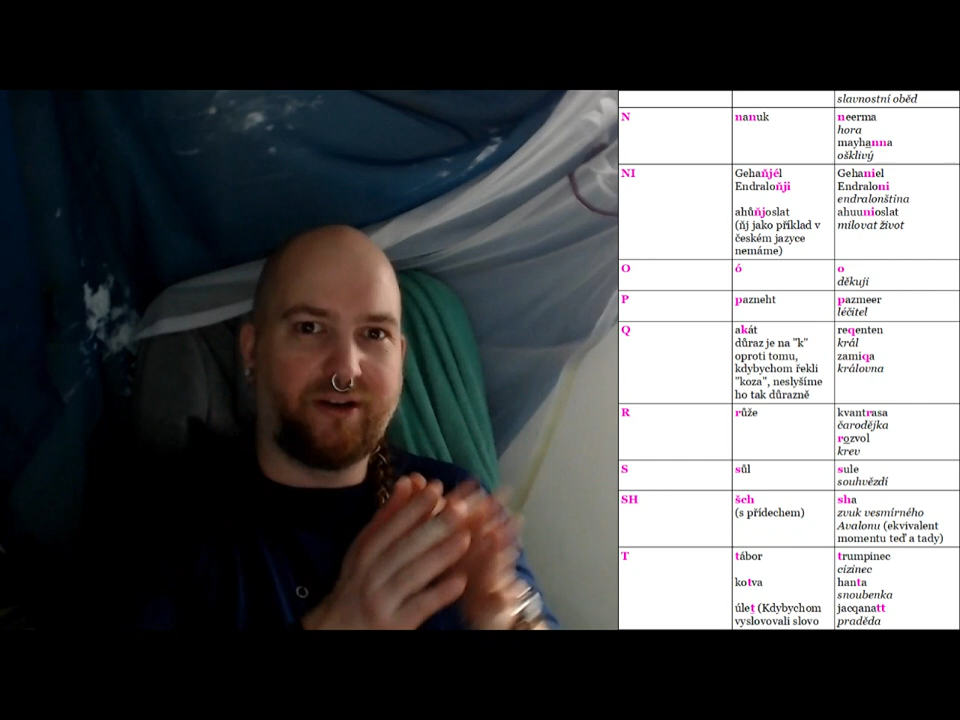 slavnostní oběd
N nanuk neerma
hora
mayhanna
ošklivý
NI Gehaňjél Gehaniel
Endraloňji Endraloni
endralonština
ahůňjoslat ahuunioslat
(ňj jako příklad v milovat život
českém jazyce
nemáme)
O ó o
děkuji
P pazneht pazmeer
léčitel
Q akát reqenten
důraz je na "k" král
oproti tomu, zamiqa
kdybychom řekli královna
"koza", neslyšíme
ho tak důrazně
R růže kvantrasa
čarodějka
rozvol
krev
S sůl sule
souhvězdí
SH šch sha
(s přídechem) zvuk vesmírného
Avalonu (ekvivalent
momentu teď a tady)
T tábor trumpinec
cizinec
kotva hanta
snoubenka
úlet (Kdybychom jacqanatt
vyslovovali slovo praděda